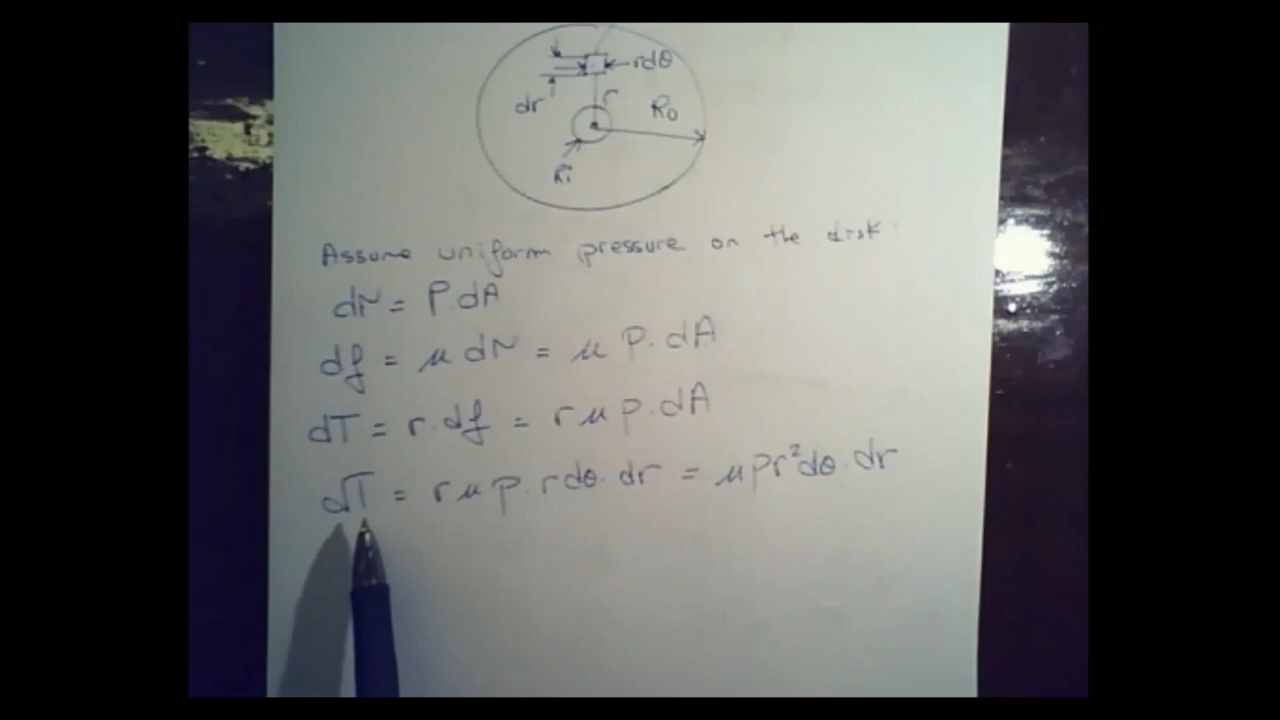 rdθ
dr
r
Ro
Ri
Assume uniform pressure on the disk.
dN = P dA
df = μ dN = μ P. dA
dT = r. df = r μ p. dA
dT = r μ p. r dθ. dr = μ P r² dθ. dr